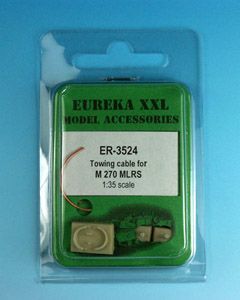 EUREKA XXL
MODEL ACCESSORIES
ER-3524
Towing cable for
M 270 MLRS
1:35 scale